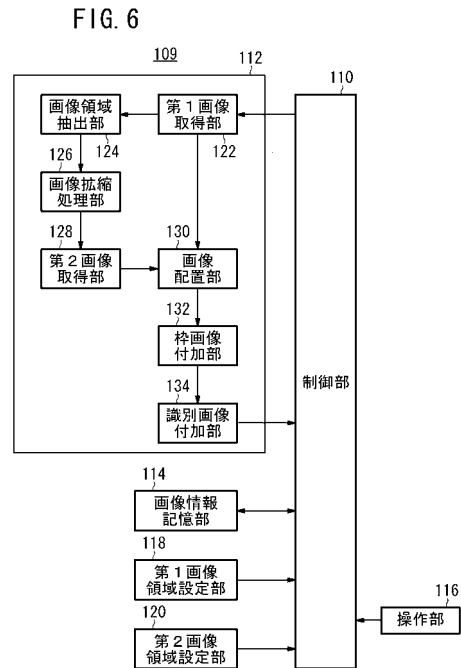 FIG. 6
109
112
110
画像領域
抽出部
124
第1画像
取得部
122
126
画像拡縮
処理部
128
第2画像
取得部
130
画像
配置部
132
枠画像
付加部
134
識別画像
付加部
制御部
114
画像情報
記憶部
118
第1画像
領域設定部
120
第2画像
領域設定部
116
操作部